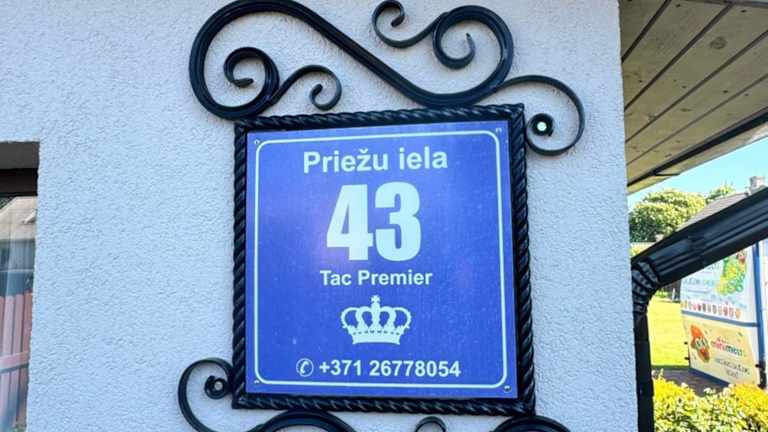 Priežu iela
43
Tac Premier
+371 26778054